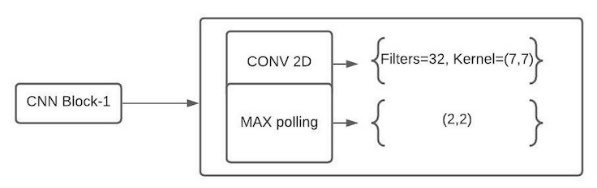 CONV 2D
Filters=32, Kernel=(7,7)
CNN Block-1
MAX polling
(2,2)